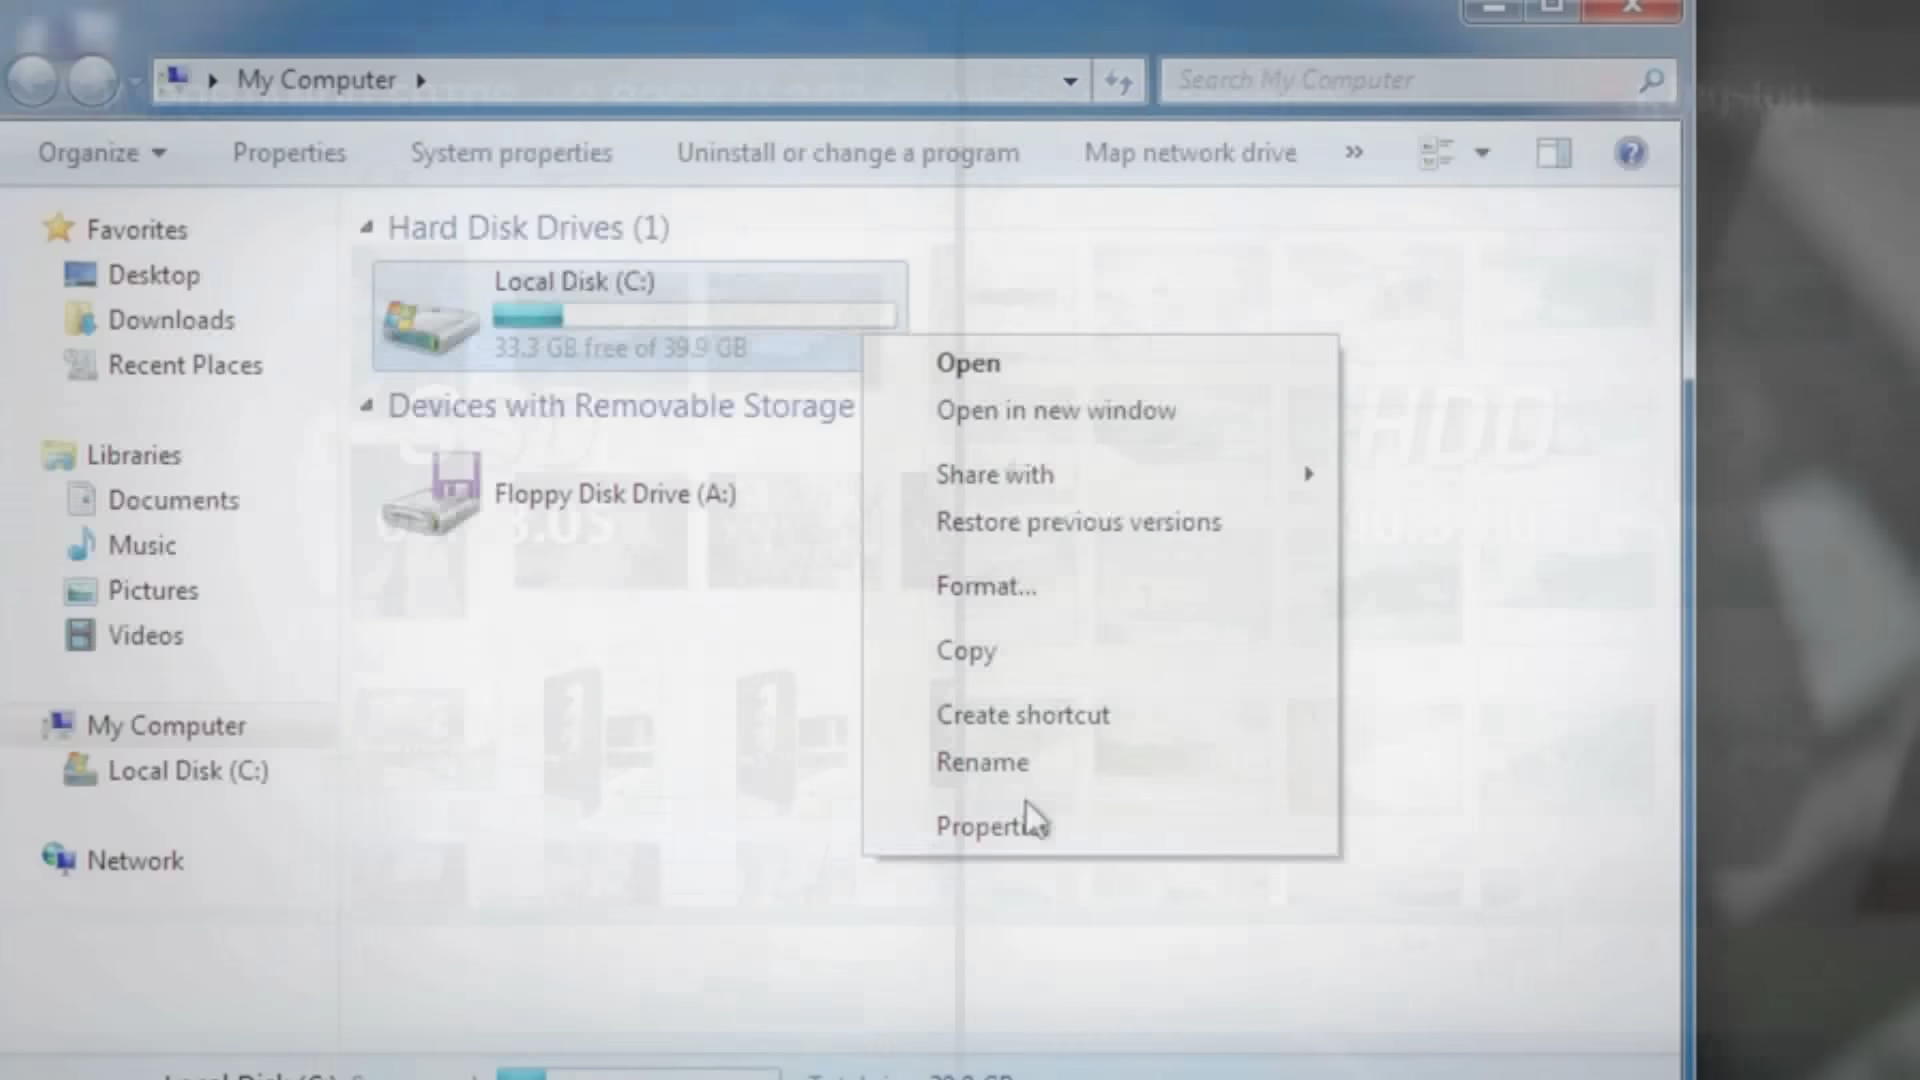 My Computer
Search My Computer
Organize
Properties
System properties
Uninstall or change a program
Map network drive
»
Favorites
Desktop
Downloads
Recent Places
Libraries
Documents
Music
Pictures
Videos
My Computer
Local Disk (C:)
Network
Hard Disk Drives (1)
Local Disk (C:)
33.3 GB free of 39.9 GB
Devices with Removable Storage
Floppy Disk Drive (A:)
Open
Open in new window
Share with
Restore previous versions
Format...
Copy
Create shortcut
Rename
Properties
SSD
HDD